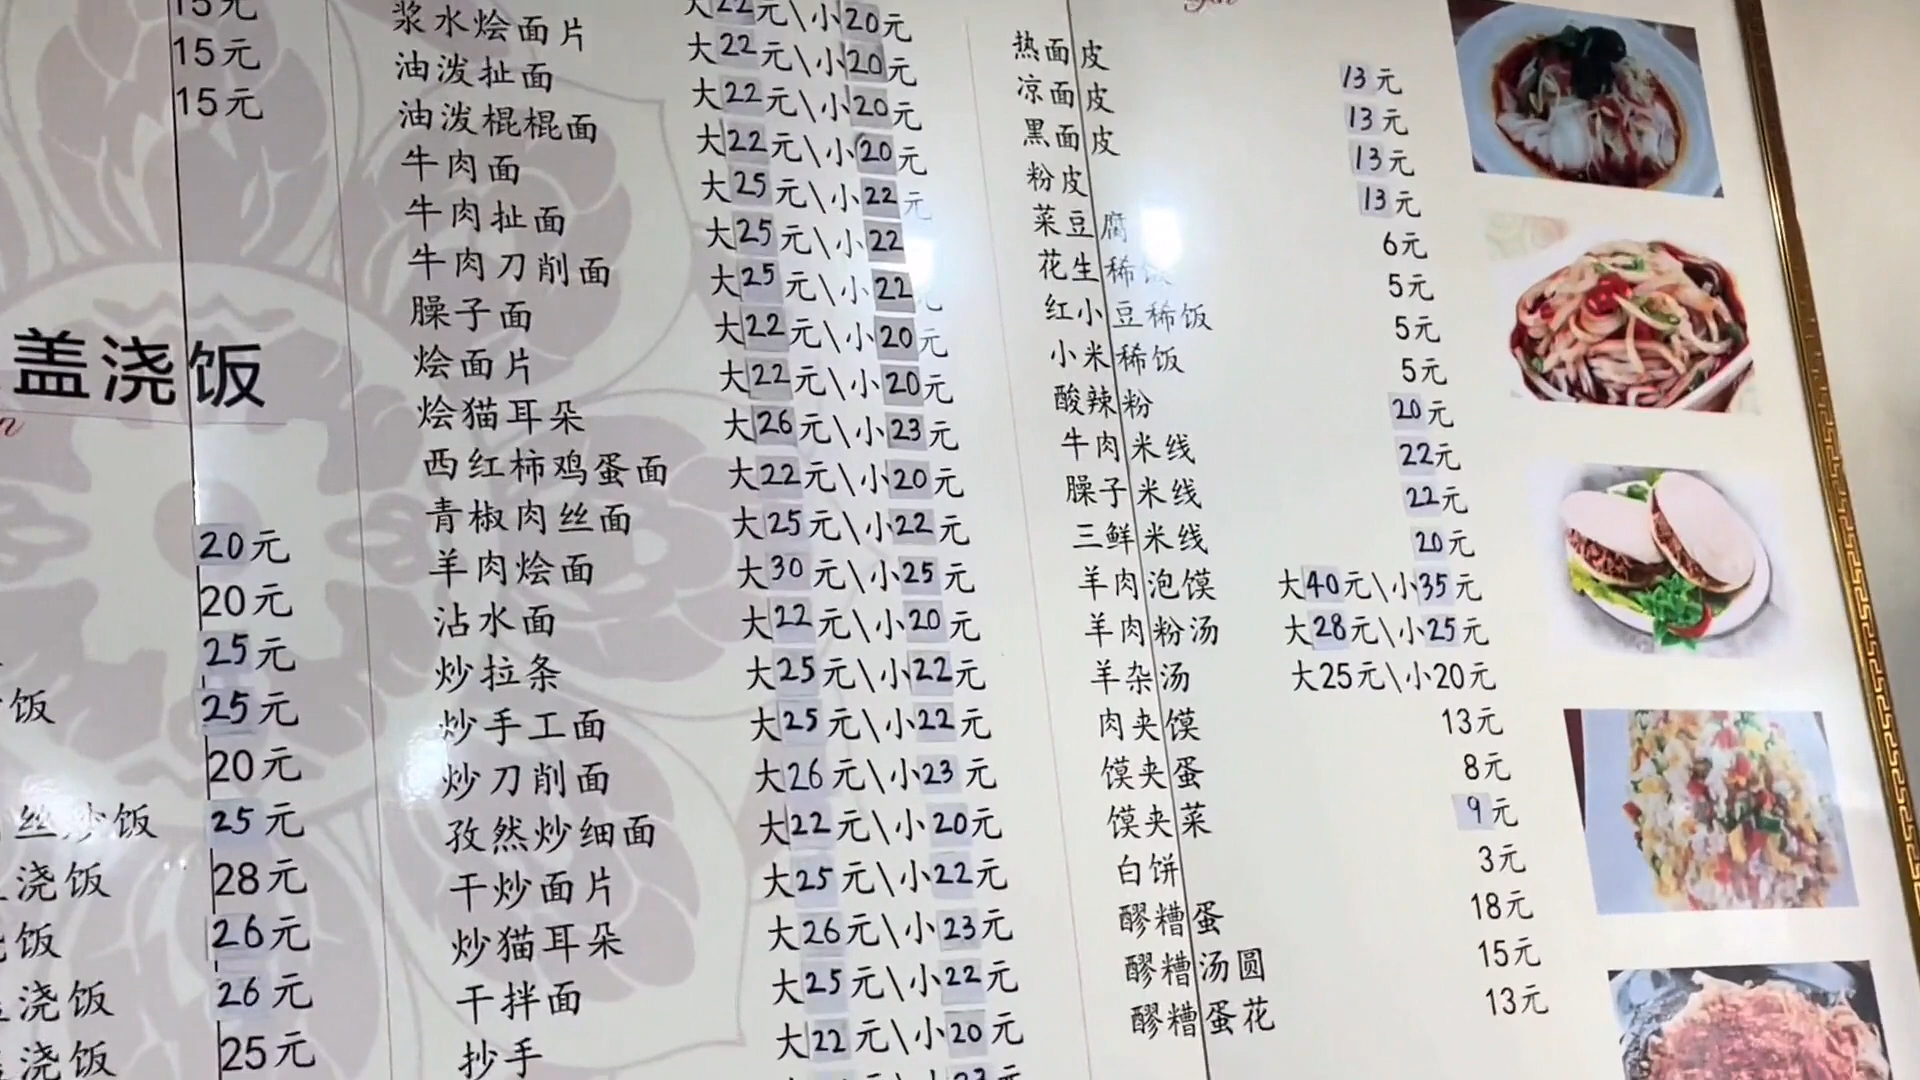 15元
15元
15元
盖浇饭
20元
20元
25元
饭 25元
20元
丝炒饭 25元
浇饭 28元
饭 26元
浇饭 26元
浇饭 25元
大22元\小20元
浆水烩面片 大22元\小20元
油泼扯面 大22元\小20元
油泼棍棍面 大22元\小20元
牛肉面 大25元\小22元
牛肉扯面 大25元\小22
牛肉刀削面 大25元\小22元
臊子面 大22元\小20元
烩面片 大22元\小20元
烩猫耳朵 大26元\小23元
西红柿鸡蛋面 大22元\小20元
青椒肉丝面 大25元\小22元
羊肉烩面 大30元\小25元
沾水面 大22元\小20元
炒拉条 大25元\小22元
炒手工面 大25元\小22元
炒刀削面 大26元\小23元
孜然炒细面 大22元\小20元
干炒面片 大25元\小22元
炒猫耳朵 大26元\小23元
干拌面 大25元\小22元
抄手 大22元\小20元
热面皮 13元
凉面皮 13元
黑面皮 13元
粉皮 13元
菜豆腐 6元
花生稀饭 5元
红小豆稀饭 5元
小米稀饭 5元
酸辣粉 20元
牛肉米线 22元
臊子米线 22元
三鲜米线 20元
羊肉泡馍 大40元\小35元
羊肉粉汤 大28元\小25元
羊杂汤 大25元\小20元
肉夹馍 13元
馍夹蛋 8元
馍夹菜 9元
白饼 3元
醪糟蛋 18元
醪糟汤圆 15元
醪糟蛋花 13元